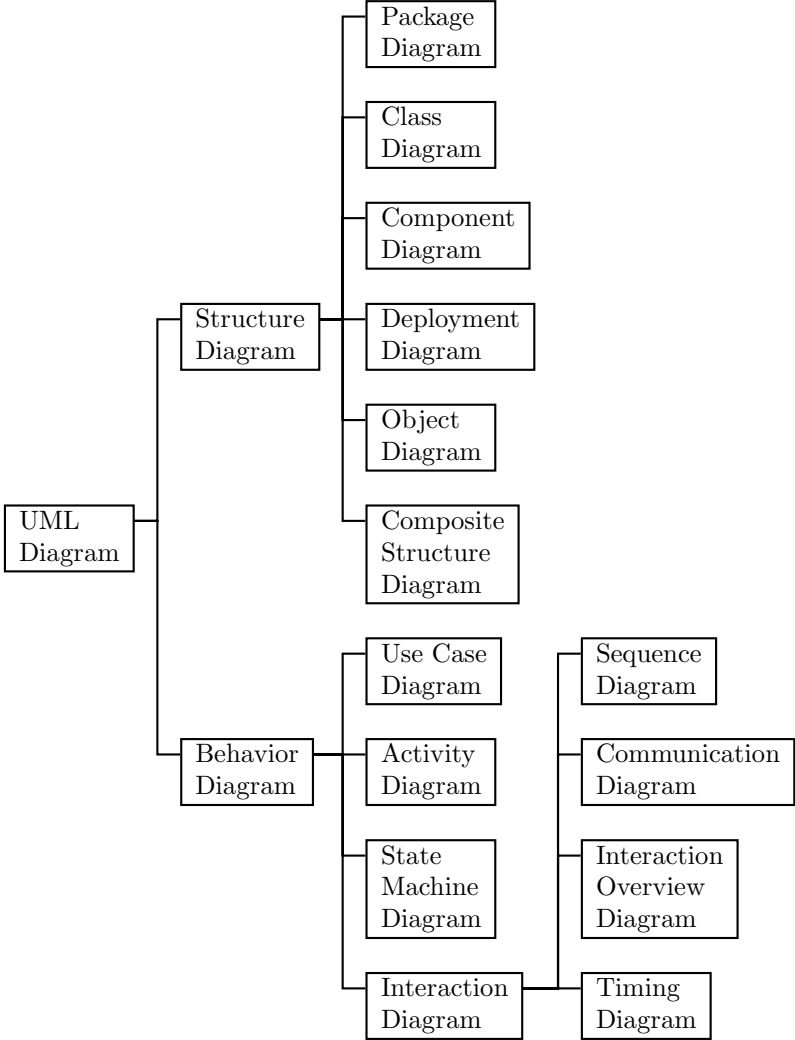 Package
Diagram
Class
Diagram
Component
Diagram
Structure
Diagram
Deployment
Diagram
Object
Diagram
UML
Diagram
Composite
Structure
Diagram
Use Case
Diagram
Sequence
Diagram
Behavior
Diagram
Activity
Diagram
Communication
Diagram
State
Machine
Diagram
Interaction
Overview
Diagram
Interaction
Diagram
Timing
Diagram